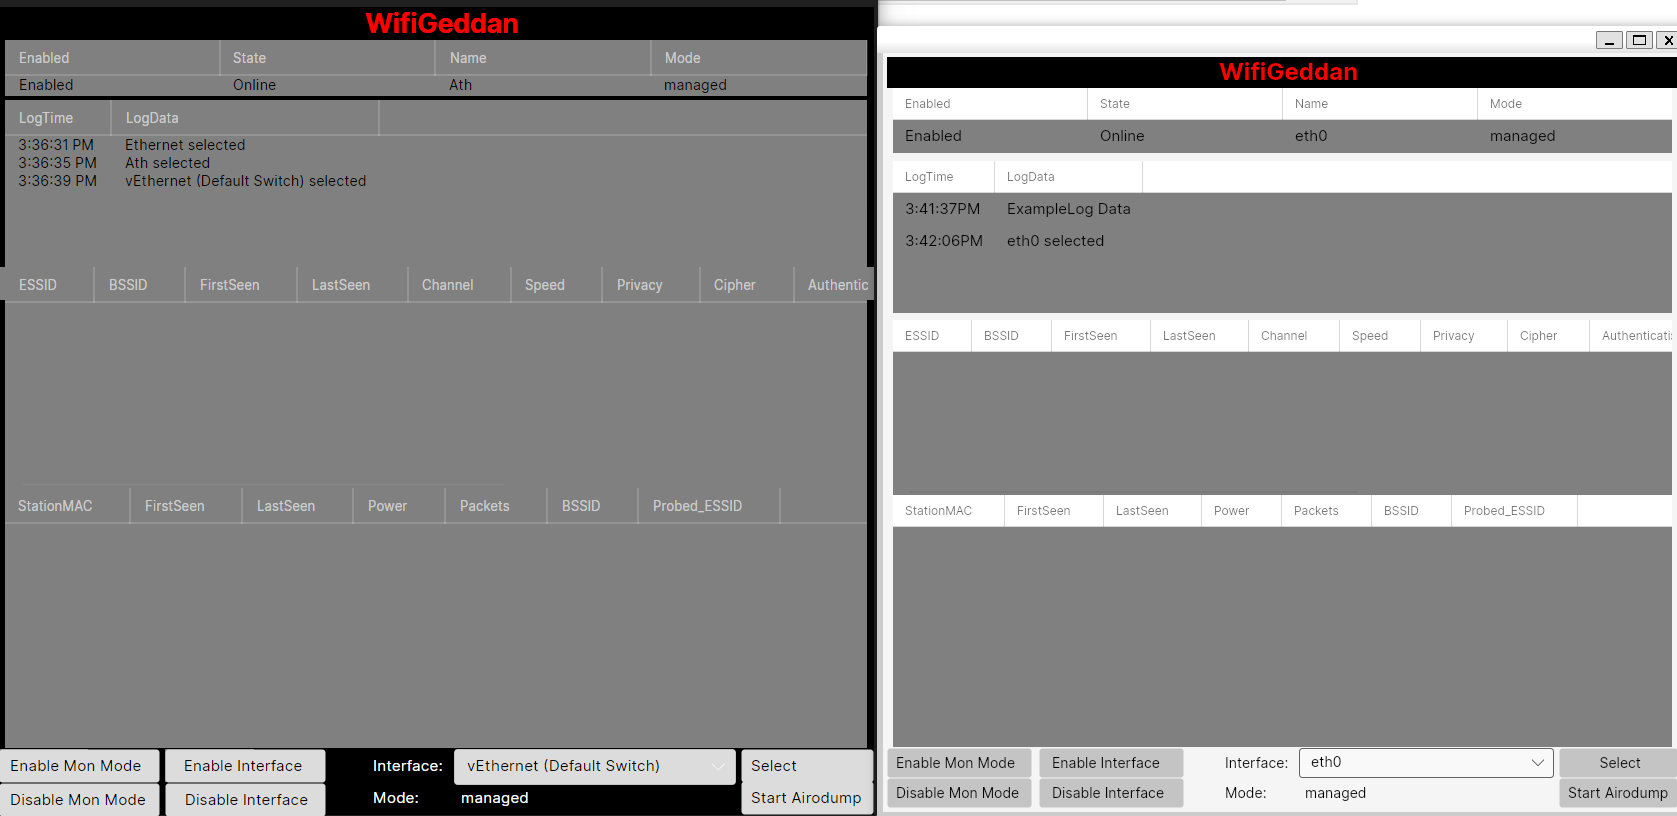 WifiGeddan
Enabled State Name Mode
Enabled Online Ath managed
LogTime LogData
3:36:31 PM Ethernet selected
3:36:35 PM Ath selected
3:36:39 PM vEthernet (Default Switch) selected
ESSID BSSID FirstSeen LastSeen Channel Speed Privacy Cipher Authentic
StationMAC FirstSeen LastSeen Power Packets BSSID Probed_ESSID
Enable Mon Mode Enable Interface Interface: vEthernet (Default Switch) Select
Disable Mon Mode Disable Interface Mode: managed Start Airodump
WifiGeddan
Enabled State Name Mode
Enabled Online eth0 managed
LogTime LogData
3:41:37PM ExampleLog Data
3:42:06PM eth0 selected
ESSID BSSID FirstSeen LastSeen Channel Speed Privacy Cipher Authenticati
StationMAC FirstSeen LastSeen Power Packets BSSID Probed_ESSID
Enable Mon Mode Enable Interface Interface: eth0 Select
Disable Mon Mode Disable Interface Mode: managed Start Airodump